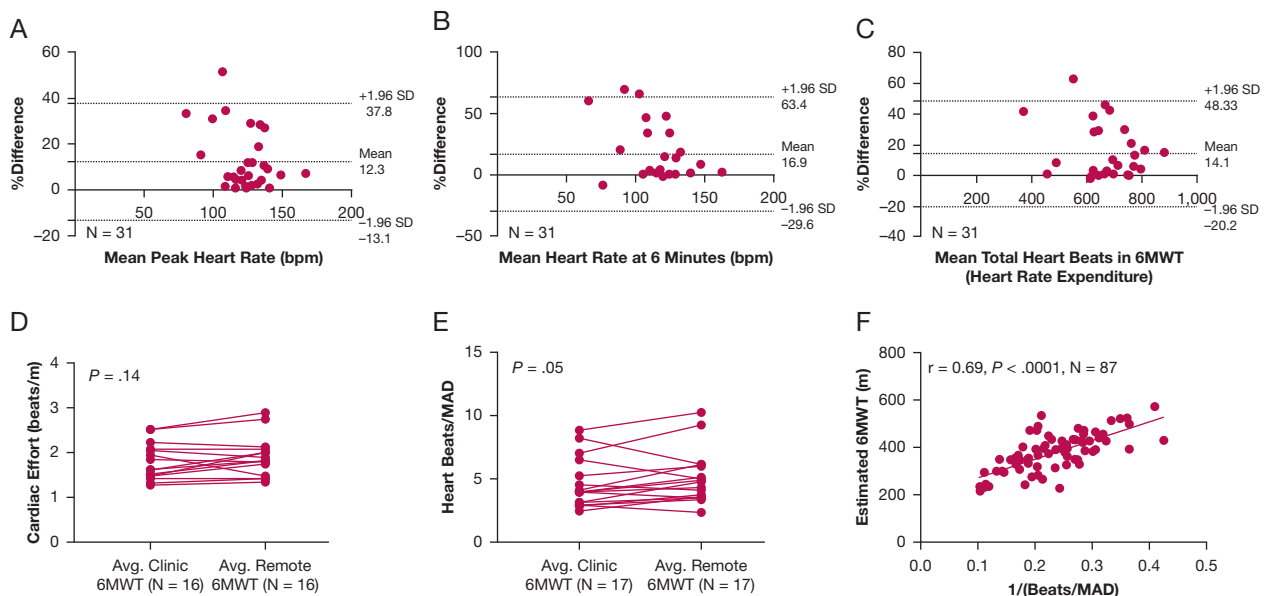 A
60
40
20
0
−20
%Difference
50
100
150
200
+1.96 SD
37.8
Mean
12.3
−1.96 SD
−13.1
N = 31
Mean Peak Heart Rate (bpm)
B
100
50
0
−50
%Difference
50
100
150
200
+1.96 SD
63.4
Mean
16.9
−1.96 SD
−29.6
N = 31
Mean Heart Rate at 6 Minutes (bpm)
C
80
60
40
20
0
−20
−40
%Difference
200
400
600
800
1,000
+1.96 SD
48.33
Mean
14.1
−1.96 SD
−20.2
N = 31
Mean Total Heart Beats in 6MWT
(Heart Rate Expenditure)
D
4
3
2
1
0
Cardiac Effort (beats/m)
P = .14
Avg. Clinic
6MWT (N = 16)
Avg. Remote
6MWT (N = 16)
E
15
10
5
0
Heart Beats/MAD
P = .05
Avg. Clinic
6MWT (N = 17)
Avg. Remote
6MWT (N = 17)
F
800
600
400
200
0
Estimated 6MWT (m)
r = 0.69, P < .0001, N = 87
0.0
0.1
0.2
0.3
0.4
0.5
1/(Beats/MAD)